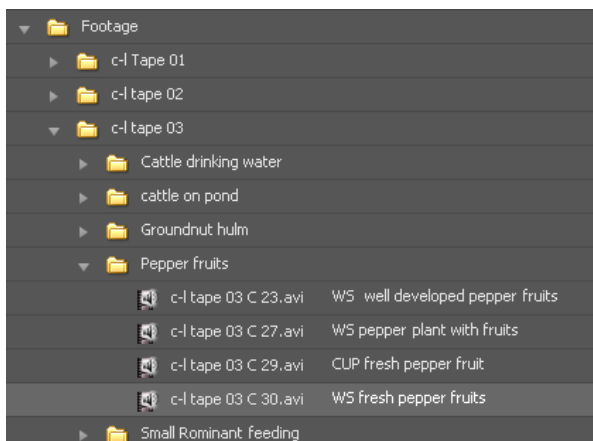 Footage
c-l Tape 01
c-l tape 02
c-l tape 03
Cattle drinking water
cattle on pond
Groundnut hulm
Pepper fruits
c-l tape 03 C 23.avi WS well developed pepper fruits
c-l tape 03 C 27.avi WS pepper plant with fruits
c-l tape 03 C 29.avi CUP fresh pepper fruit
c-l tape 03 C 30.avi WS fresh pepper fruits
Small Rominant feeding